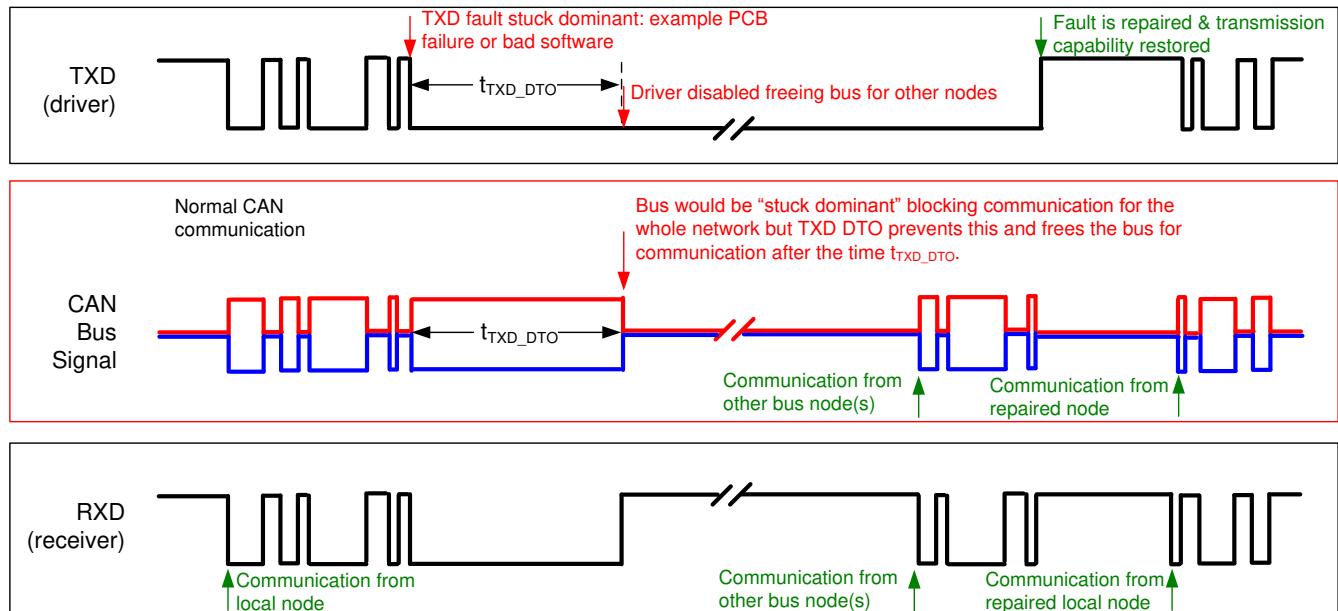 TXD fault stuck dominant: example PCB
failure or bad software
Fault is repaired & transmission
capability restored
TXD
(driver)
tTXD_DTO
Driver disabled freeing bus for other nodes
Normal CAN
communication
Bus would be “stuck dominant” blocking communication for the
whole network but TXD DTO prevents this and frees the bus for
communication after the time tTXD_DTO.
CAN
Bus
Signal
tTXD_DTO
Communication from
other bus node(s)
Communication from
repaired node
RXD
(receiver)
Communication from
local node
Communication from
other bus node(s)
Communication from
repaired local node